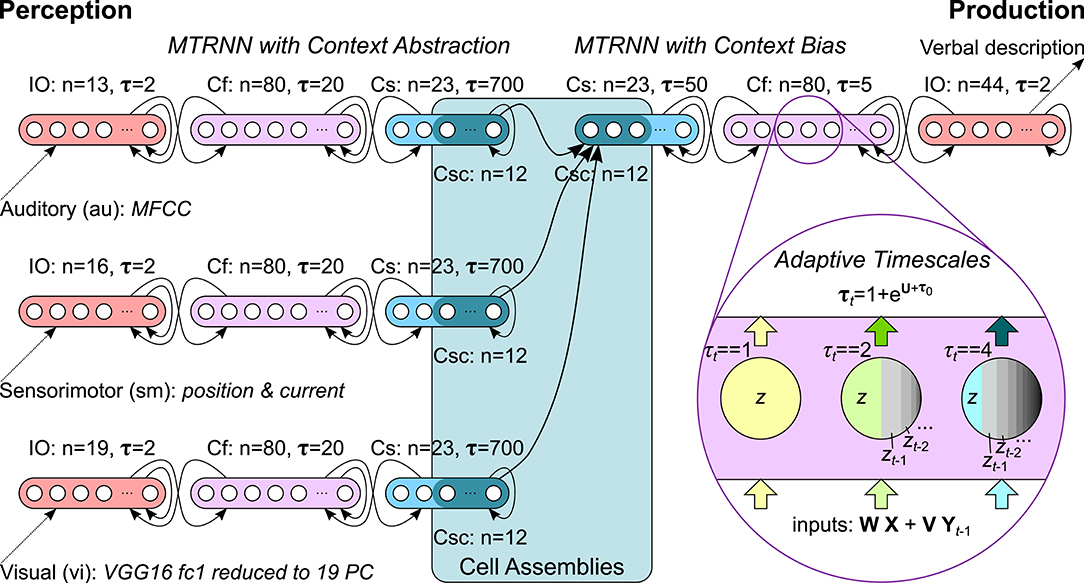 Perception
Production
MTRNN with Context Abstraction
MTRNN with Context Bias
Verbal description
IO: n=13, τ=2
Cf: n=80, τ=20
Cs: n=23, τ=700
Cs: n=23, τ=50
Cf: n=80, τ=5
IO: n=44, τ=2
...
...
...
...
...
...
Csc: n=12
Csc: n=12
Auditory (au): MFCC
IO: n=16, τ=2
Cf: n=80, τ=20
Cs: n=23, τ=700
...
...
...
Csc: n=12
Sensorimotor (sm): position & current
IO: n=19, τ=2
Cf: n=80, τ=20
Cs: n=23, τ=700
...
...
...
Csc: n=12
Visual (vi): VGG16 fc1 reduced to 19 PC
Cell Assemblies
Adaptive Timescales
τt=1+eU+τ0
τt==1
τt==2
τt==4
z
z
z
...
zt-2
zt-1
...
zt-2
zt-1
inputs: W X + V Yt-1